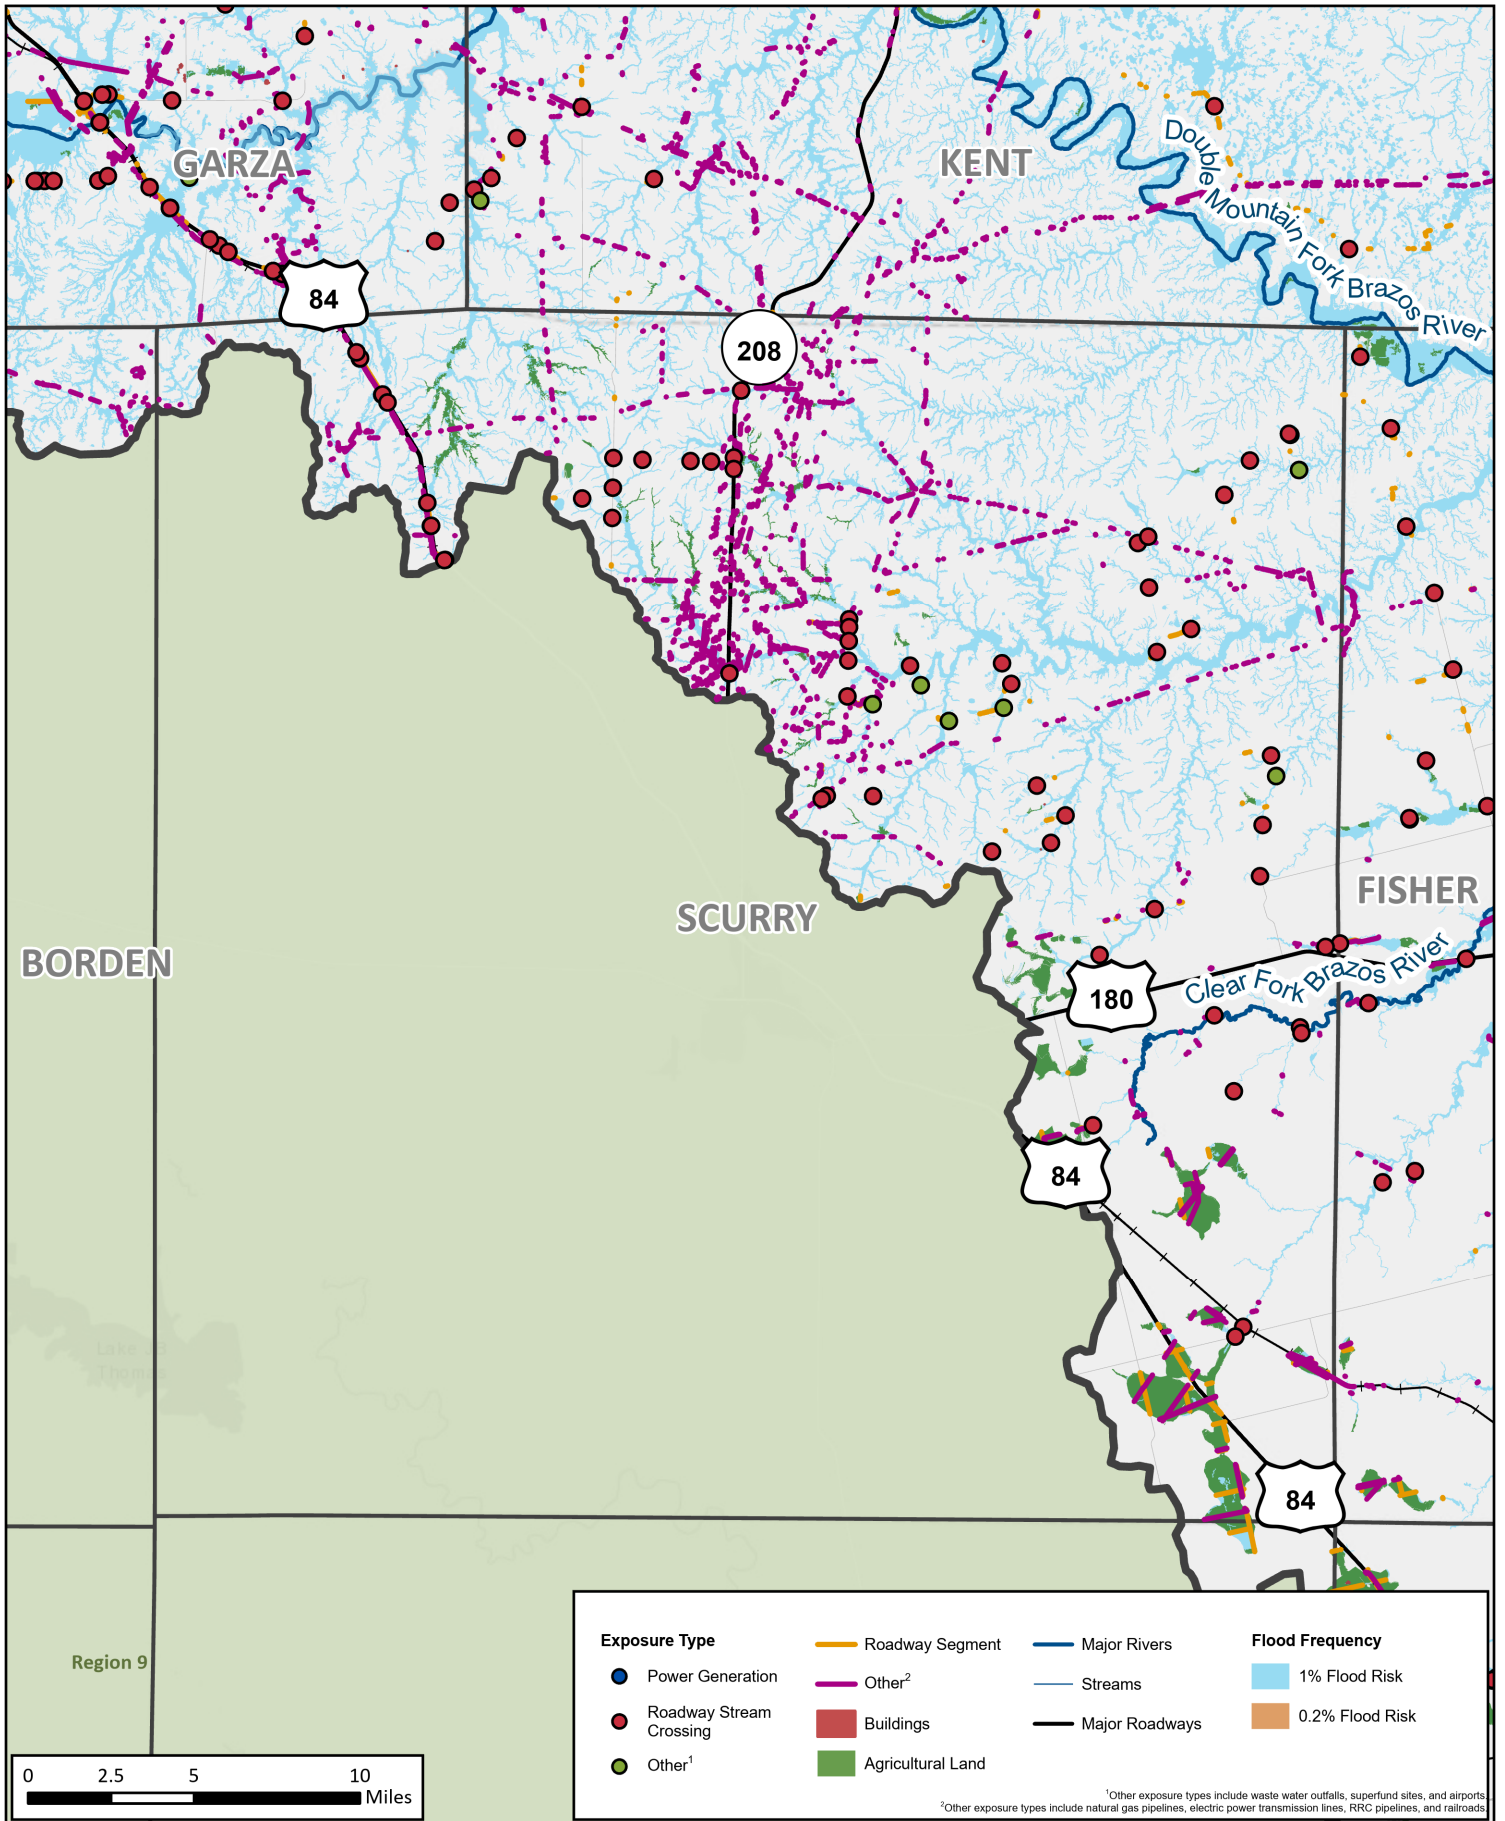 GARZA
KENT
Double Mountain Fork Brazos River
84
208
SCURRY
FISHER
BORDEN
180
Clear Fork Brazos River
84
Lake JB
Thomas
84
Region 9
Exposure Type
Power Generation
Roadway Stream
Crossing
Other1
Roadway Segment
Other2
Buildings
Agricultural Land
Major Rivers
Streams
Major Roadways
Flood Frequency
1% Flood Risk
0.2% Flood Risk
1Other exposure types include waste water outfalls, superfund sites, and airports.
2Other exposure types include natural gas pipelines, electric power transmission lines, RRC pipelines, and railroads.
0 2.5 5 10
Miles